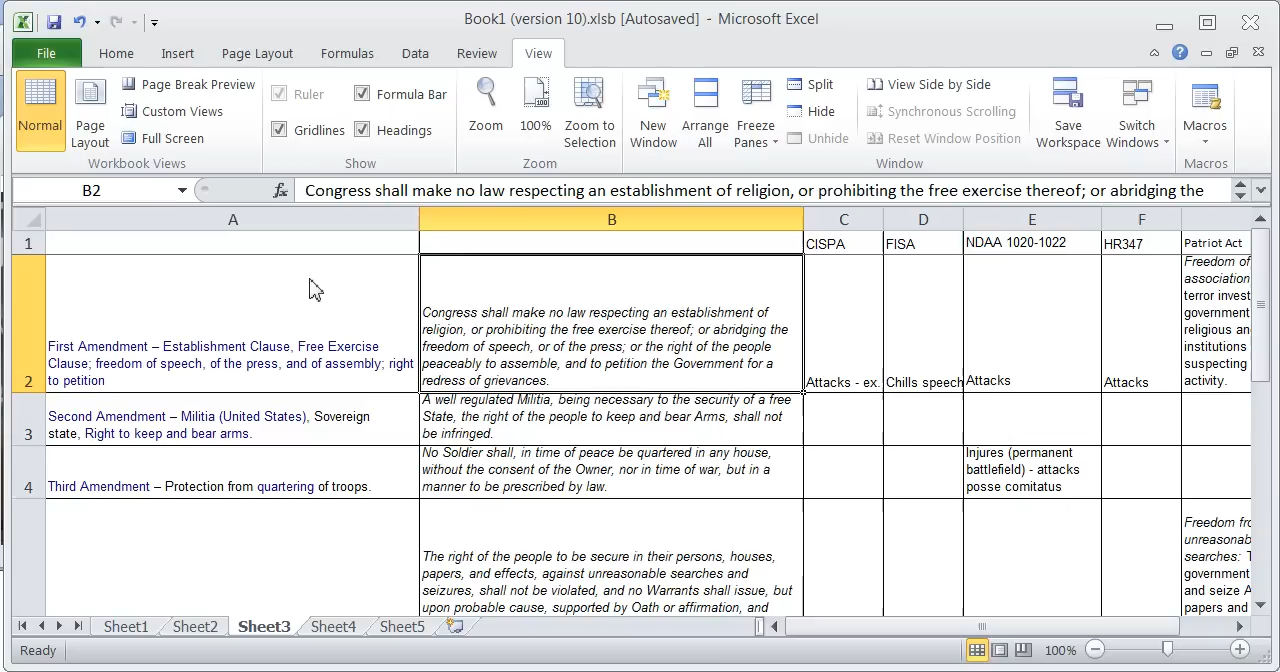 Book1 (version 10).xlsb [Autosaved] - Microsoft Excel
File Home Insert Page Layout Formulas Data Review View
Normal
Page Layout
Page Break Preview
Custom Views
Full Screen
Workbook Views
Ruler
Formula Bar
Gridlines
Headings
Show
Zoom
100%
Zoom to Selection
Zoom
New Window
Arrange All
Freeze Panes
Split
Hide
Unhide
View Side by Side
Synchronous Scrolling
Reset Window Position
Window
Save Workspace
Switch Windows
Macros
Macros
B2 fx Congress shall make no law respecting an establishment of religion, or prohibiting the free exercise thereof; or abridging the
A B C D E F
1 CISPA FISA NDAA 1020-1022 HR347 Patriot Act
2
First Amendment – Establishment Clause, Free Exercise
Clause; freedom of speech, of the press, and of assembly; right
to petition
Congress shall make no law respecting an establishment of
religion, or prohibiting the free exercise thereof; or abridging the
freedom of speech, or of the press; or the right of the people
peaceably to assemble, and to petition the Government for a
redress of grievances.
Attacks - ex.
Chills speech
Attacks
Attacks
Freedom of
association
terror invest
government
religious an
institutions
suspecting
activity.
3
Second Amendment – Militia (United States), Sovereign
state, Right to keep and bear arms.
A well regulated Militia, being necessary to the security of a free
State, the right of the people to keep and bear Arms, shall not
be infringed.
4
Third Amendment – Protection from quartering of troops.
No Soldier shall, in time of peace be quartered in any house,
without the consent of the Owner, nor in time of war, but in a
manner to be prescribed by law.
Injures (permanent
battlefield) - attacks
posse comitatus
The right of the people to be secure in their persons, houses,
papers, and effects, against unreasonable searches and
seizures, shall not be violated, and no Warrants shall issue, but
upon probable cause, supported by Oath or affirmation, and
Freedom fro
unreasonab
searches: T
government
and seize A
papers and
Sheet1 Sheet2 Sheet3 Sheet4 Sheet5
Ready 100%